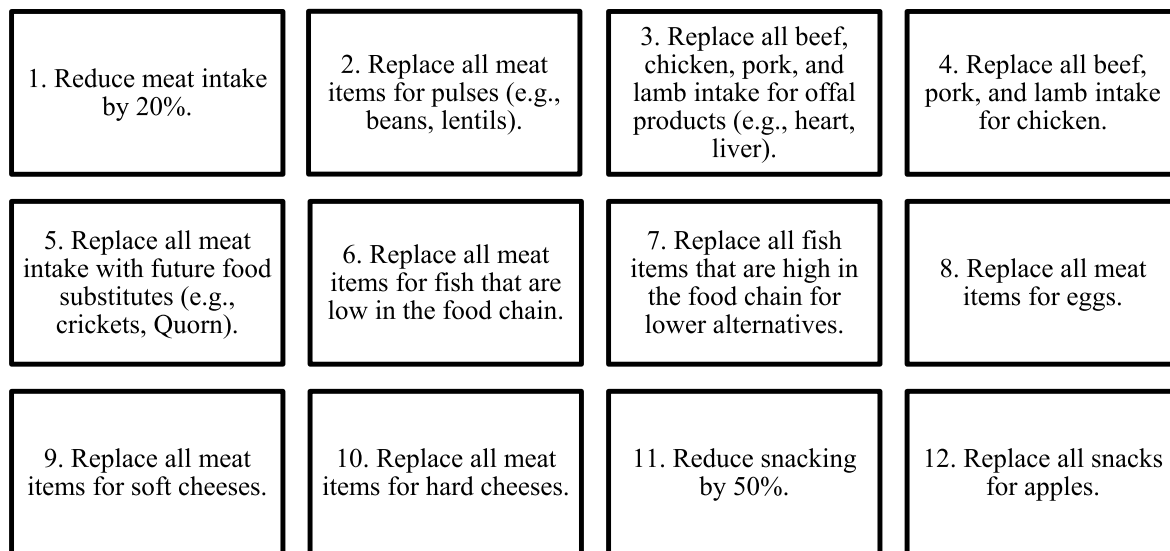 1. Reduce meat intake
by 20%.
2. Replace all meat
items for pulses (e.g.,
beans, lentils).
3. Replace all beef,
chicken, pork, and
lamb intake for offal
products (e.g., heart,
liver).
4. Replace all beef,
pork, and lamb intake
for chicken.
5. Replace all meat
intake with future food
substitutes (e.g.,
crickets, Quorn).
6. Replace all meat
items for fish that are
low in the food chain.
7. Replace all fish
items that are high in
the food chain for
lower alternatives.
8. Replace all meat
items for eggs.
9. Replace all meat
items for soft cheeses.
10. Replace all meat
items for hard cheeses.
11. Reduce snacking
by 50%.
12. Replace all snacks
for apples.